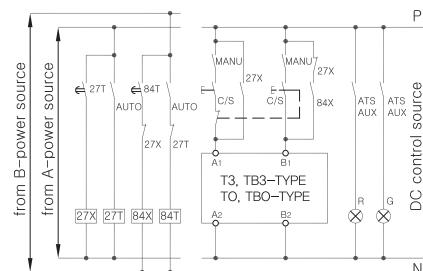 P
from B-power source
from A-power source
27T
AUTO
84T
AUTO
27X
27T
MANU
27X
C/S
MANU
27X
C/S
84X
ATS
AUX
ATS
AUX
DC control source
A1
B1
T3, TB3-TYPE
TO, TBO-TYPE
A2
B2
R
G
27X
27T
84X
84T
N